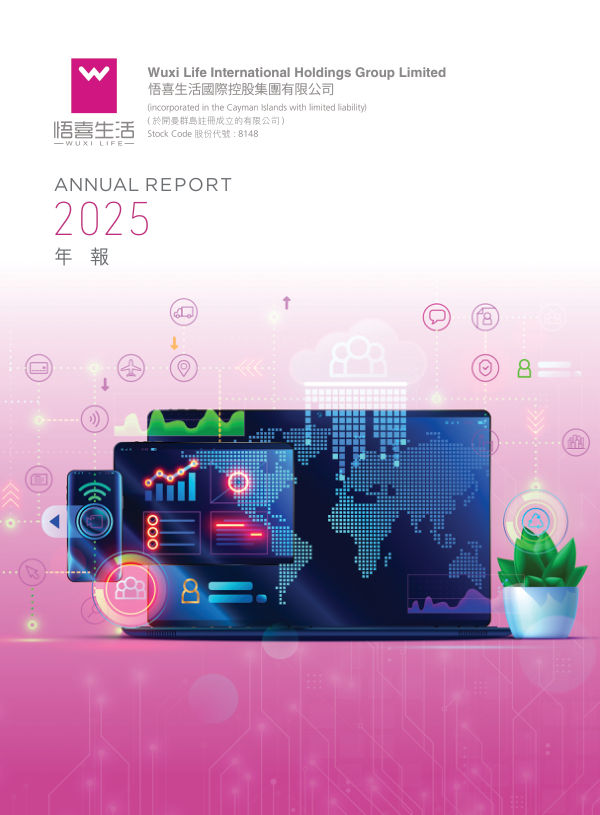 Wuxi Life International Holdings Group Limited
悟喜生活國際控股集團有限公司
(incorporated in the Cayman Islands with limited liability)
(於開曼群島註冊成立的有限公司)
Stock Code 股份代號 : 8148
悟喜生活
WUXI LIFE
ANNUAL REPORT
2025
年 報